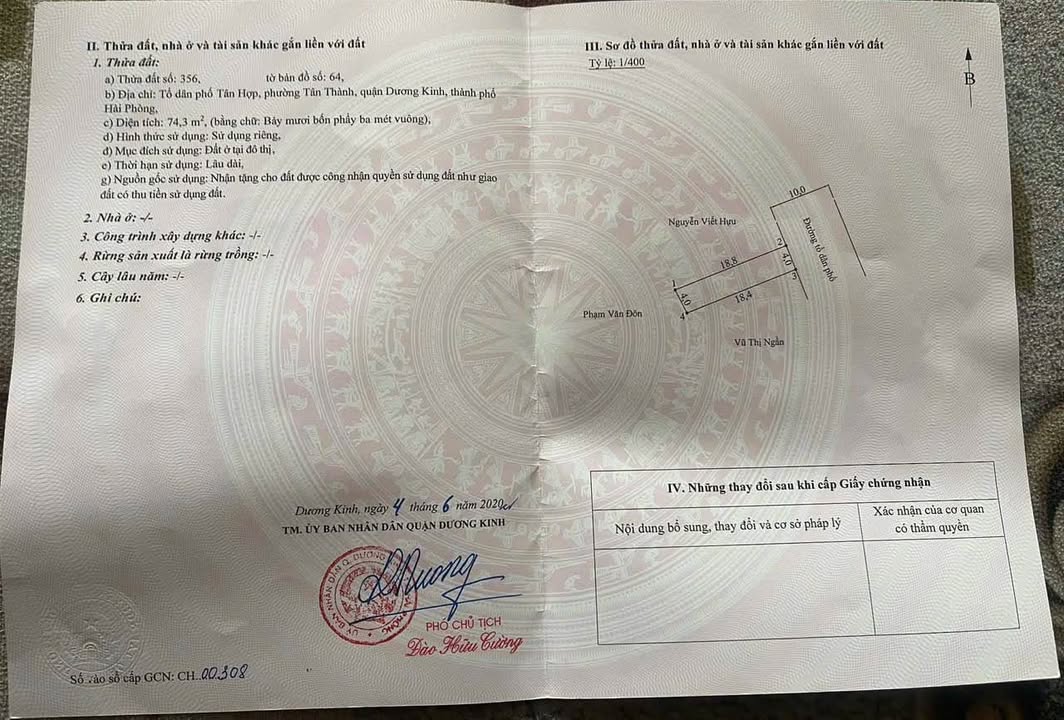 II. Thửa đất, nhà ở và tài sản khác gắn liền với đất
1. Thửa đất:
a) Thửa đất số: 356, tờ bản đồ số: 64,
b) Địa chỉ: Tổ dân phố Tân Hợp, phường Tân Thành, quận Dương Kinh, thành phố
Hải Phòng,
c) Diện tích: 74,3 m², (bằng chữ: Bảy mươi bốn phẩy ba mét vuông),
d) Hình thức sử dụng: Sử dụng riêng,
đ) Mục đích sử dụng: Đất ở tại đô thị,
e) Thời hạn sử dụng: Lâu dài,
g) Nguồn gốc sử dụng: Nhận tặng cho đất được công nhận quyền sử dụng đất như giao
đất có thu tiền sử dụng đất.
2. Nhà ở: -/-
3. Công trình xây dựng khác: -/-
4. Rừng sản xuất là rừng trồng: -/-
5. Cây lâu năm: -/-
6. Ghi chú:
Dương Kinh, ngày 4 tháng 6 năm 2020
TM. ỦY BAN NHÂN DÂN QUẬN DƯƠNG KINH
PHÓ CHỦ TỊCH
Đào Hữu Cường
Số vào sổ cấp GCN: CH..00308
III. Sơ đồ thửa đất, nhà ở và tài sản khác gắn liền với đất
Tỷ lệ: 1/400
B
10,0
Nguyễn Viết Hựu
Đường tổ dân phố
2
18,8
4,0
3
1
4,0
18,4
4
Phạm Văn Đôn
Vũ Thị Ngân
IV. Những thay đổi sau khi cấp Giấy chứng nhận
Nội dung bổ sung, thay đổi và cơ sở pháp lý
Xác nhận của cơ quan
có thẩm quyền